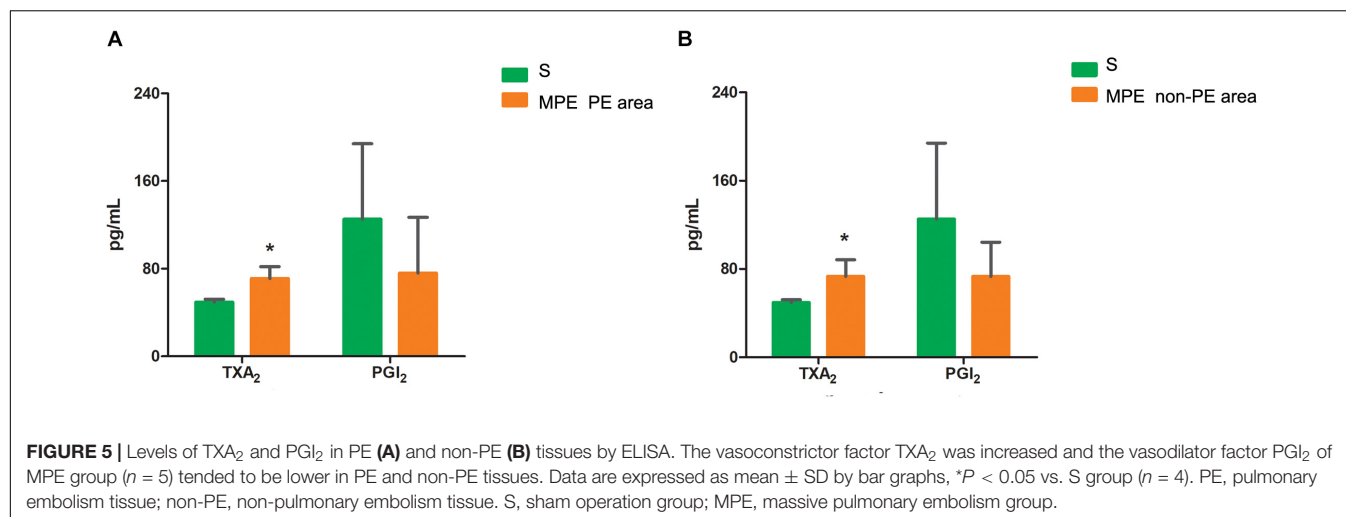 A
S
MPE PE area
240
160
80
0
pg/mL
*
TXA₂
PGI₂
B
S
MPE non-PE area
240
160
80
0
pg/mL
*
TXA₂
PGI₂
FIGURE 5 | Levels of TXA₂ and PGI₂ in PE (A) and non-PE (B) tissues by ELISA. The vasoconstrictor factor TXA₂ was increased and the vasodilator factor PGI₂ of
MPE group (n = 5) tended to be lower in PE and non-PE tissues. Data are expressed as mean ± SD by bar graphs, *P < 0.05 vs. S group (n = 4). PE, pulmonary
embolism tissue; non-PE, non-pulmonary embolism tissue. S, sham operation group; MPE, massive pulmonary embolism group.